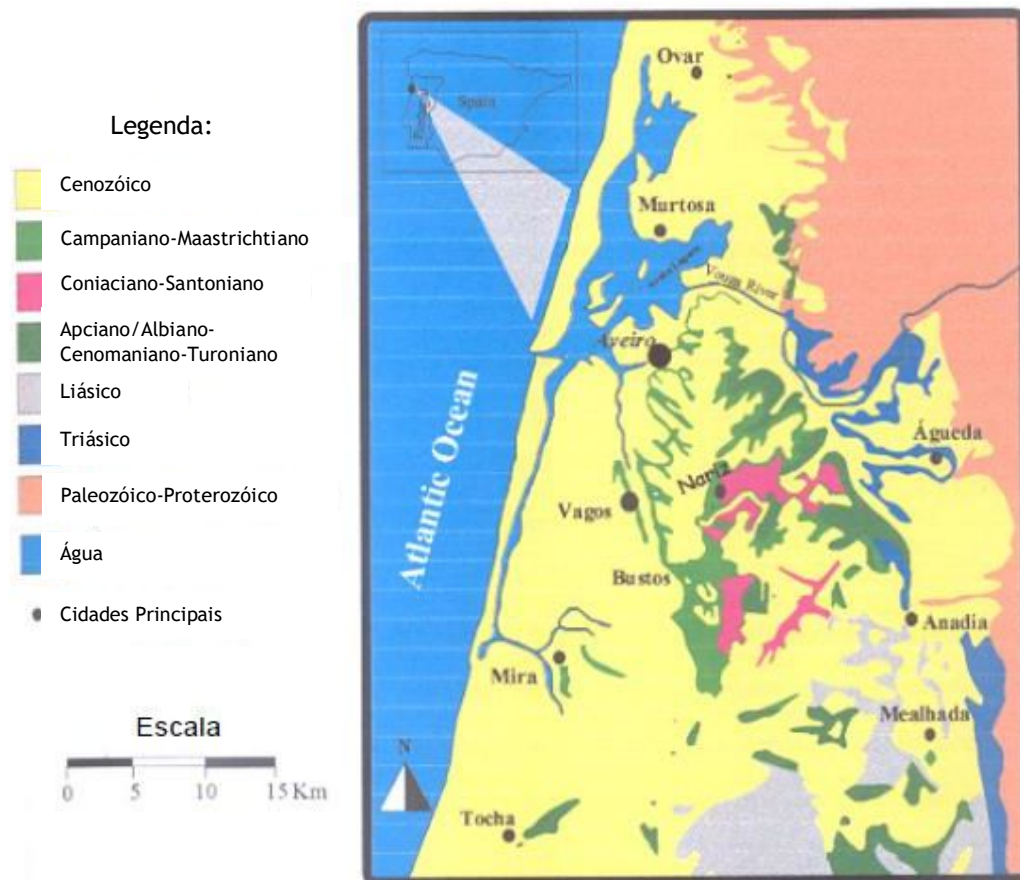 Legenda:
Cenozóico
Campaniano-Maastrichtiano
Coniaciano-Santoniano
Apciano/Albiano-
Cenomaniano-Turoniano
Liásico
Triásico
Paleozóico-Proterozóico
Água
Cidades Principais
Escala
0 5 10 15 Km
Spain
Ovar
Murtosa
Vouga River
Aveiro
Águeda
Nariz
Vagos
Atlantic Ocean
Bustos
Anadia
Mira
Mealhada
N
Tocha